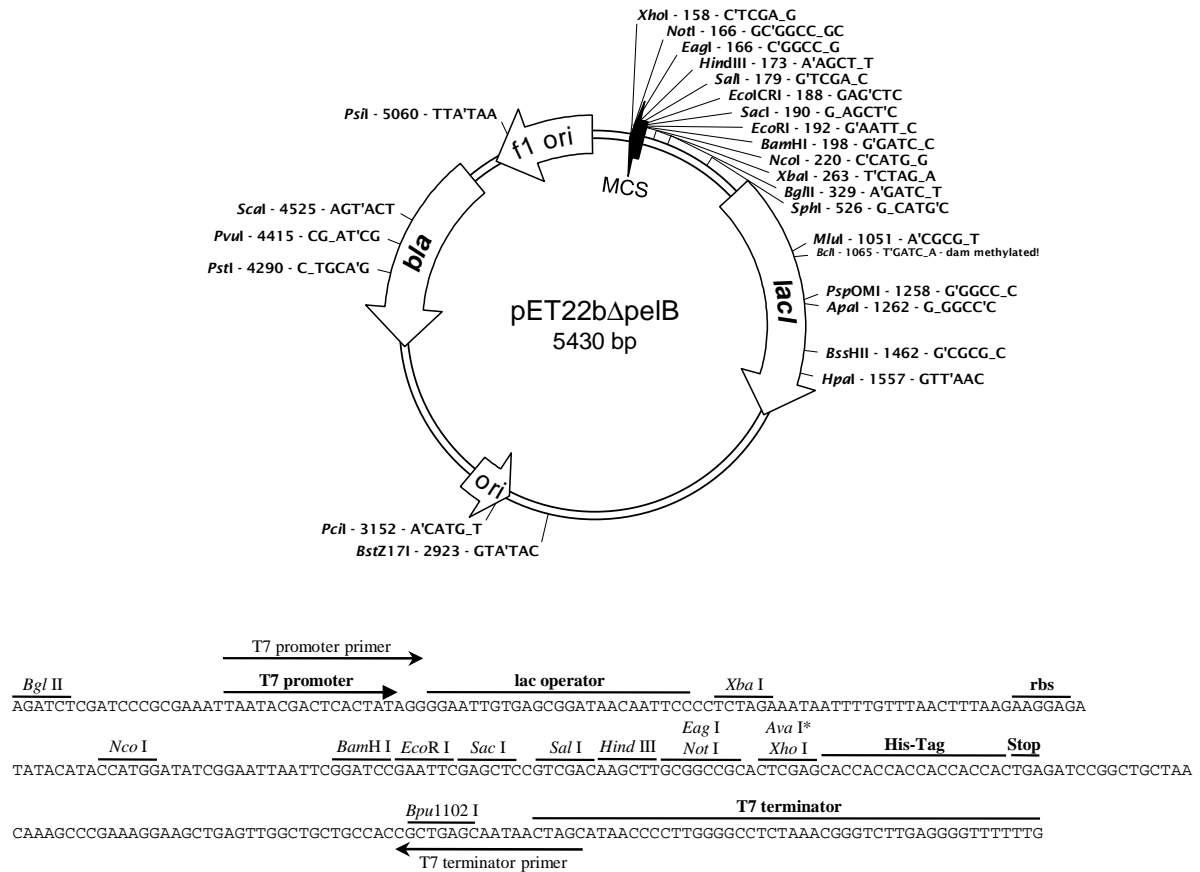 XhoI - 158 - C'TCGA_G
NotI - 166 - GC'GGCC_GC
EagI - 166 - C'GGCC_G
HindIII - 173 - A'AGCT_T
SalI - 179 - G'TCGA_C
EcoICRI - 188 - GAG'CTC
SacI - 190 - G_AGCT'C
EcoRI - 192 - G'AATT_C
BamHI - 198 - G'GATC_C
NcoI - 220 - C'CATG_G
XbaI - 263 - T'CTAG_A
BglII - 329 - A'GATC_T
SphI - 526 - G_CATG'C
MluI - 1051 - A'CGCG_T
BclI - 1065 - T'GATC_A - dam methylated!
PspOMI - 1258 - G'GGCC_C
ApaI - 1262 - G_GGCC'C
BssHII - 1462 - G'CGCG_C
HpaI - 1557 - GTT'AAC
PsiI - 5060 - TTA'TAA
f1 ori
MCS
ScaI - 4525 - AGT'ACT
PvuI - 4415 - CG_AT'CG
PstI - 4290 - C_TGCA'G
bla
lacI
pET22bΔpelB
5430 bp
ori
PciI - 3152 - A'CATG_T
BstZ17I - 2923 - GTA'TAC
T7 promoter primer
Bgl II T7 promoter lac operator Xba I rbs
AGATCTCGATCCCGCGAAATTAATACGACTCACTATAGGGGAATTGTGAGCGGATAACAATTCCCCTCTAGAAATAATTTTGTTTAACTTTAAGAAGGAGA
Eag I Ava I*
Nco I BamH I EcoR I Sac I Sal I Hind III Not I Xho I His-Tag Stop
TATACATACCATGGATATCGGAATTAATTCGGATCCGAATTCGAGCTCCGTCGACAAGCTTGCGGCCGCACTCGAGCACCACCACCACCACCACTGAGATCCGGCTGCTAA
Bpu1102 I T7 terminator
CAAAGCCCGAAAGGAAGCTGAGTTGGCTGCTGCCACCGCTGAGCAATAACTAGCATAACCCCTTGGGGCCTCTAAACGGGTCTTGAGGGGTTTTTTG
T7 terminator primer